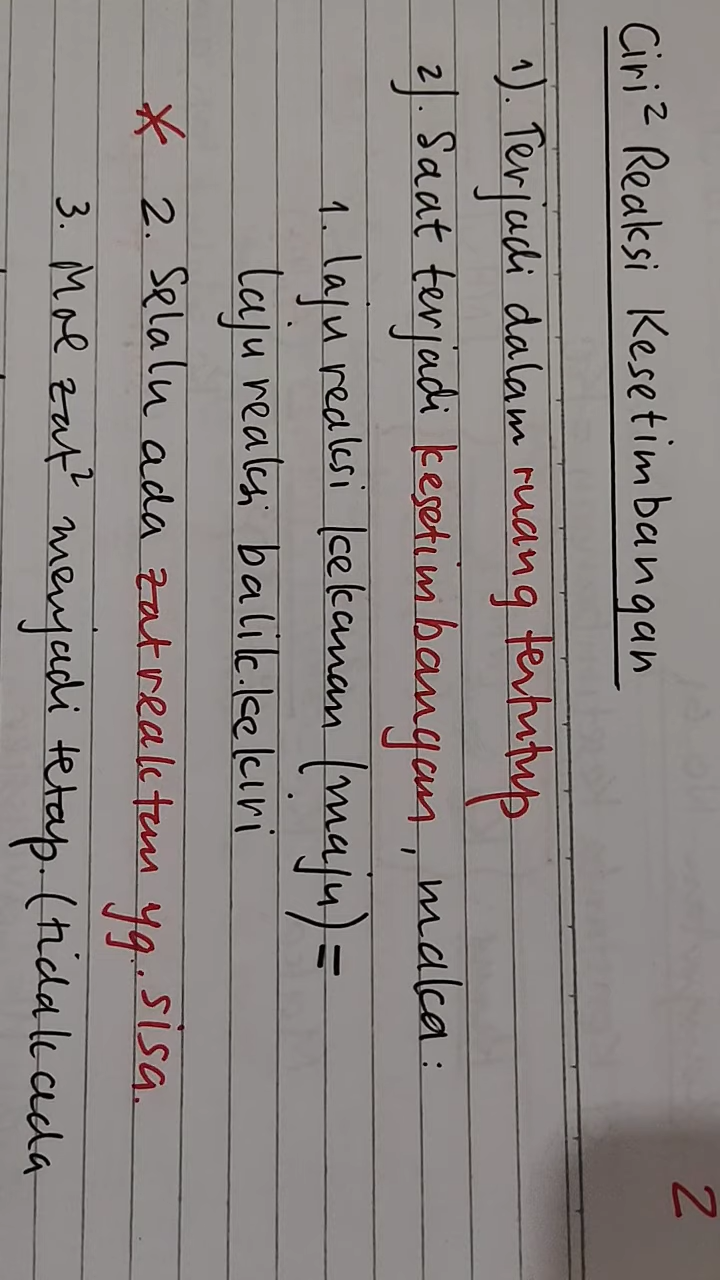 2
Ciri² Reaksi Kesetimbangan
1). Terjadi dalam ruang tertutup
2). Saat terjadi kesetimbangan, maka:
1. laju reaksi kekanan (maju) =
laju reaksi balik.kekiri
* 2. Selalu ada zat reaktan yg. sisa.
3. Mol zat² menjadi tetap. (tidak ada